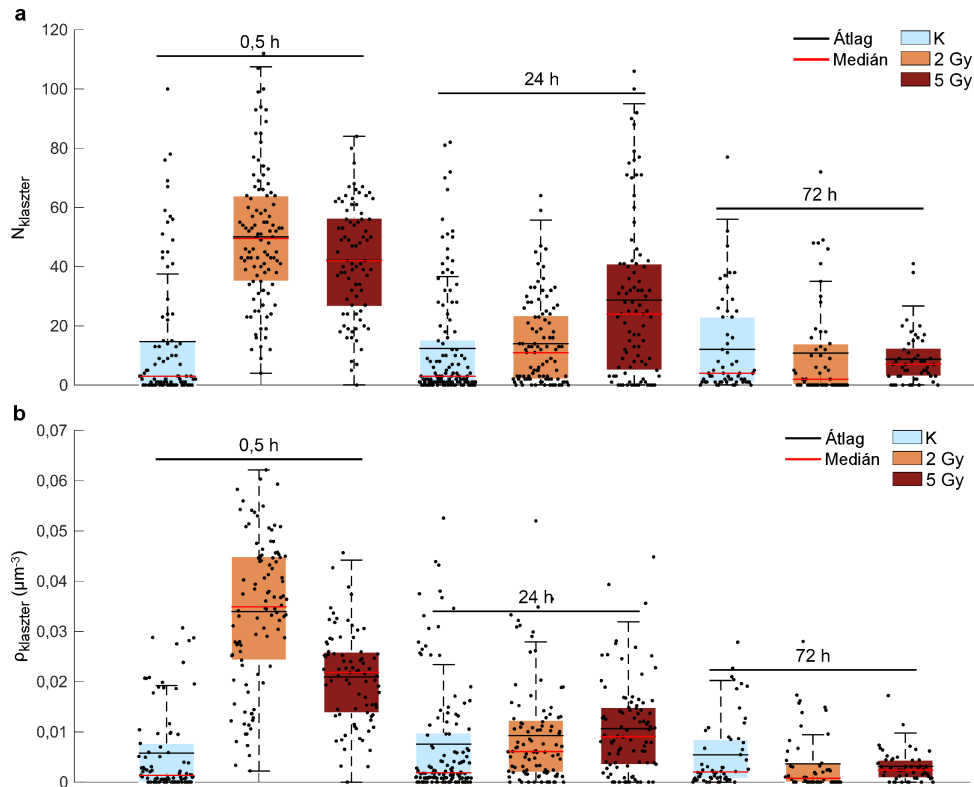 a
120
100
80
60
40
20
0
N klaszter
0,5 h
24 h
72 h
Átlag
Medián
K
2 Gy
5 Gy
b
0,07
0,06
0,05
0,04
0,03
0,02
0,01
0
ρ klaszter (μm⁻³)
0,5 h
24 h
72 h
Átlag
Medián
K
2 Gy
5 Gy